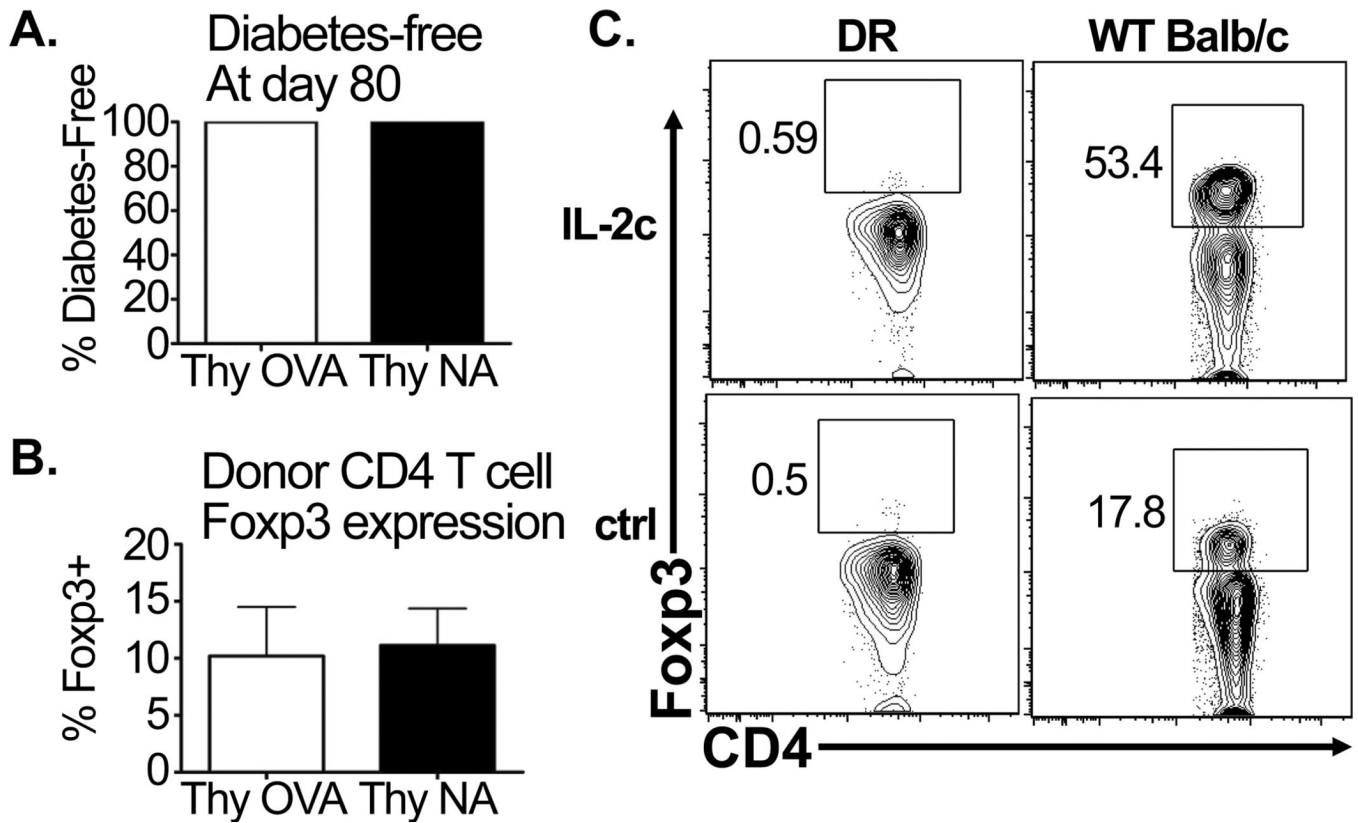 A.
Diabetes-free
At day 80
% Diabetes-Free
100
80
60
40
20
0
Thy OVA Thy NA
B.
Donor CD4 T cell
Foxp3 expression
% Foxp3+
20
15
10
5
0
Thy OVA Thy NA
C.
DR WT Balb/c
IL-2c
0.59
53.4
ctrl
0.5
17.8
Foxp3
CD4